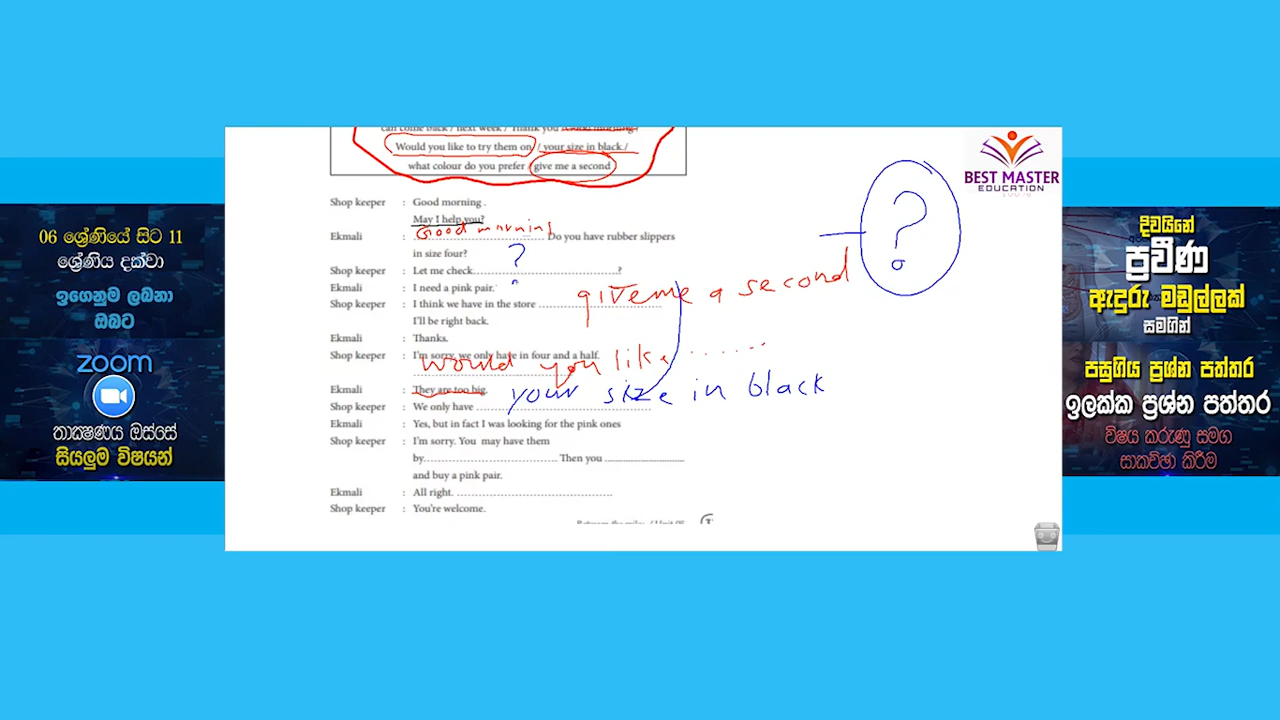 06 ශ්‍රේණියේ සිට 11
ශ්‍රේණිය දක්වා
ඉගෙනුම ලබනා
ඔබට
zoom
තාක්ෂණය ඔස්සේ
සියලුම විෂයන්
can come back / next week / Thank you / Good morning /
Would you like to try them on / your size in black /
what colour do you prefer / give me a second
Shop keeper : Good morning .
May I help you?
Good morning
Ekmali : ........ Do you have rubber slippers
in size four?
?
Shop keeper : Let me check........?
Ekmali : I need a pink pair.
give me a second
Shop keeper : I think we have in the store ........
I'll be right back.
Ekmali : Thanks.
Shop keeper : I'm sorry, we only have in four and a half.
would you like ......
Ekmali : They are too big.
your size in black
Shop keeper : We only have ........
Ekmali : Yes, but in fact I was looking for the pink ones
Shop keeper : I'm sorry. You may have them
by........ Then you ........
and buy a pink pair.
Ekmali : All right. ........
Shop keeper : You're welcome.
?
BEST MASTER
EDUCATION
දිවයිනේ
ප්‍රවීණ
ඇදුරු මඩුල්ලක්
සමගින්
පසුගිය ප්‍රශ්න පත්තර
ඉලක්ක ප්‍රශ්න පත්තර
විෂය කරුණු සමග
සාකච්ඡා කිරීම